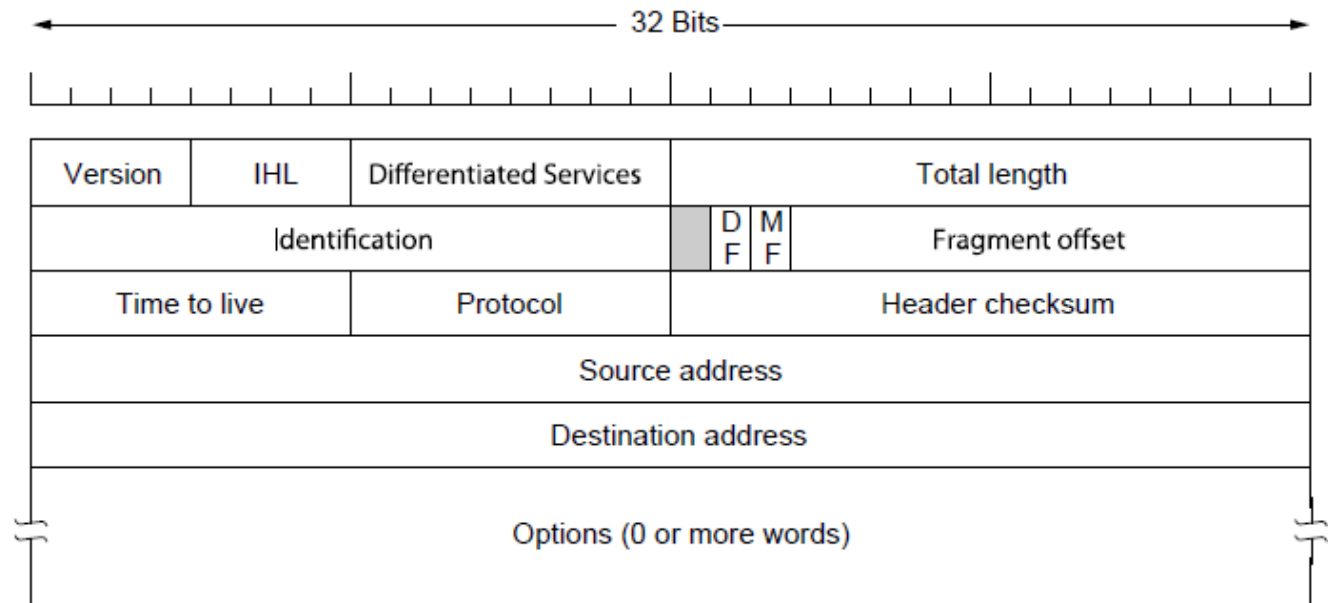 32 Bits
Version IHL Differentiated Services Total length
Identification D F M F Fragment offset
Time to live Protocol Header checksum
Source address
Destination address
Options (0 or more words)